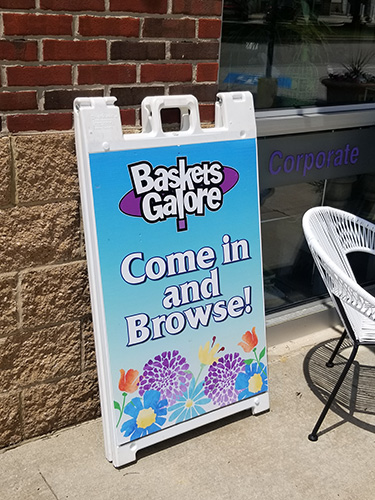 Baskets
Galore
Come in
and
Browse!
Corporate